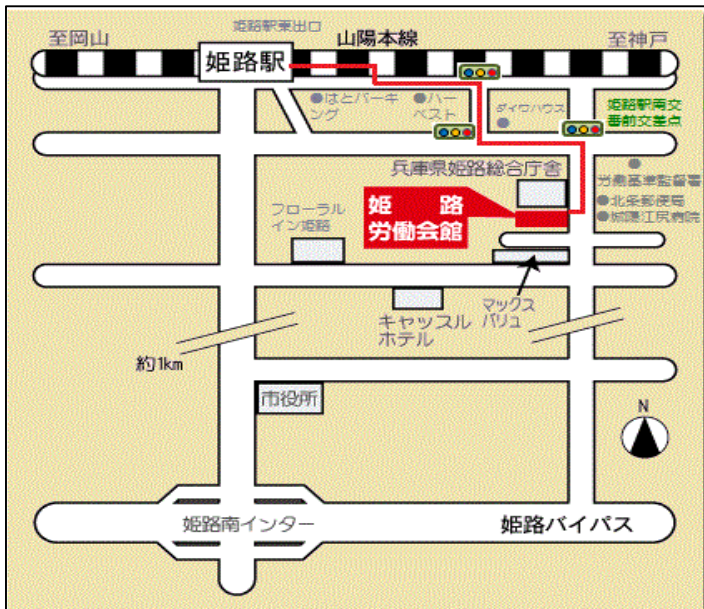 姫路駅東出口
至岡山
山陽本線
至神戸
姫路駅
●はとパーキ
ング
●ハー
ベスト
ダイワハウス
●
姫路駅南交
番前交差点
兵庫県姫路総合庁舎
●
労働基準監督署
●北条郵便局
●城陽江尻病院
姫路
労働会館
フローラル
イン姫路
マックス
バリュ
キャッスル
ホテル
約1km
市役所
N
姫路南インター
姫路バイパス